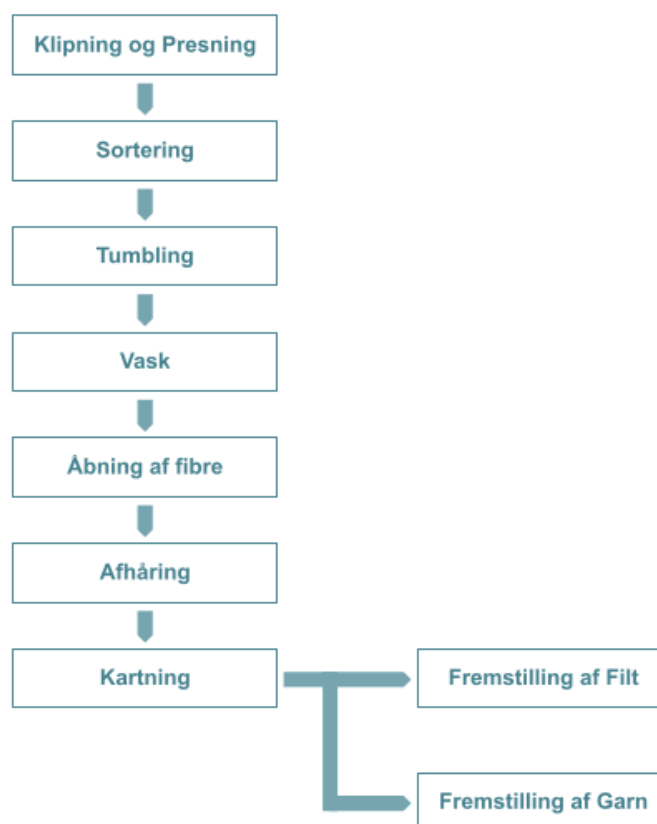 Klipning og Presning
Sortering
Tumbling
Vask
Åbning af fibre
Afhåring
Kartning
Fremstilling af Filt
Fremstilling af Garn